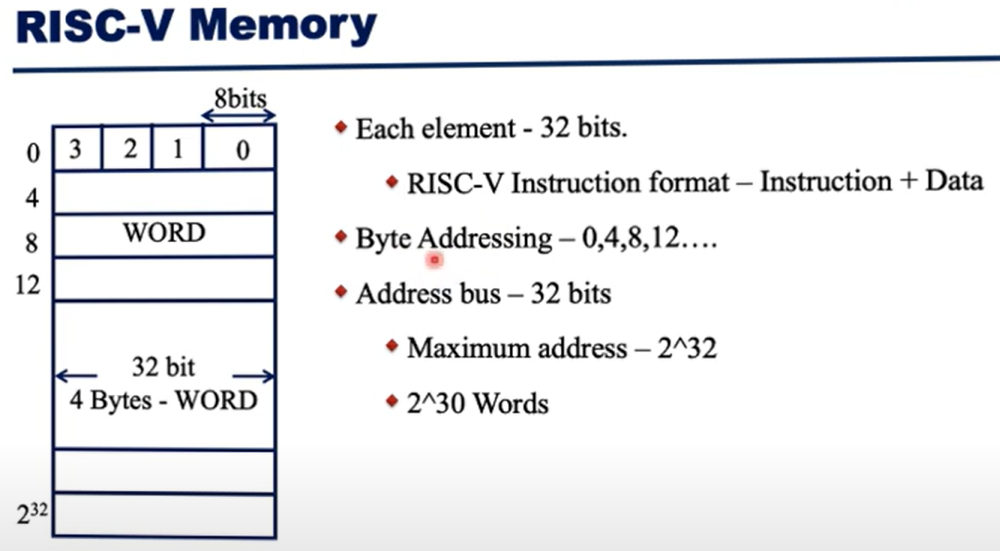 RISC-V Memory
8bits
0 3 2 1 0
4
8 WORD
12
32 bit
4 Bytes - WORD
2³²
Each element - 32 bits.
RISC-V Instruction format – Instruction + Data
Byte Addressing – 0,4,8,12….
Address bus – 32 bits
Maximum address – 2^32
2^30 Words